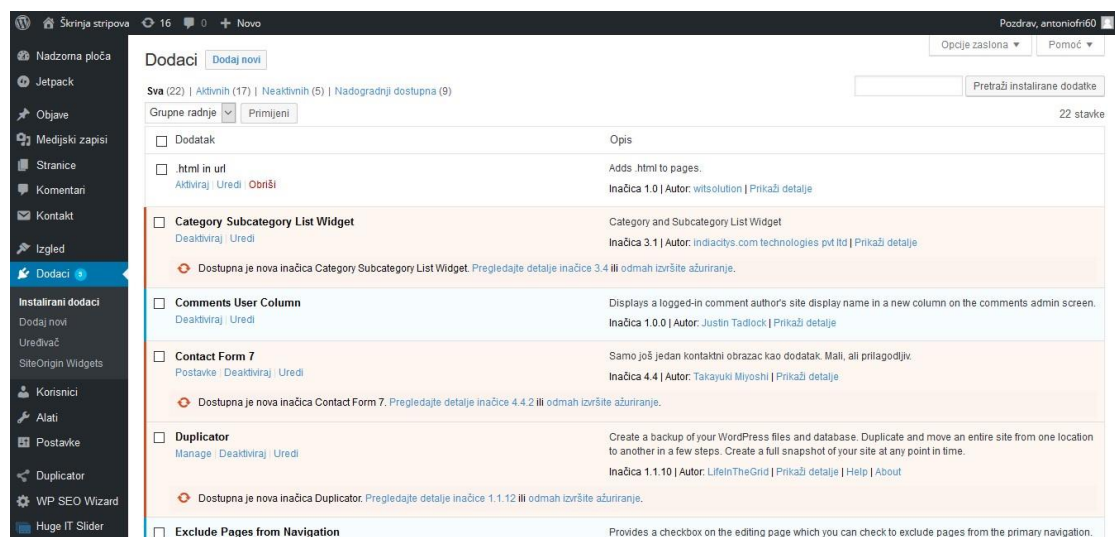 Škrinja stripova 16 0 + Novo Pozdrav, antoniofri60
Nadzorna ploča
Jetpack
Objave
Medijski zapisi
Stranice
Komentari
Kontakt
Izgled
Dodaci 9
Instalirani dodaci
Dodaj novi
Uređivač
SiteOrigin Widgets
Korisnici
Alati
Postavke
Duplicator
WP SEO Wizard
Huge IT Slider
Opcije zaslona Pomoć
Dodaci Dodaj novi
Sva (22) | Aktivnih (17) | Neaktivnih (5) | Nadogradnji dostupna (9)
Pretraži instalirane dodatke
Grupne radnje Primijeni 22 stavke
Dodatak Opis
.html in url Adds .html to pages.
Aktiviraj | Uredi | Obriši Inačica 1.0 | Autor: witsolution | Prikaži detalje
Category Subcategory List Widget Category and Subcategory List Widget
Deaktiviraj | Uredi Inačica 3.1 | Autor: indiacitys.com technologies pvt ltd | Prikaži detalje
Dostupna je nova inačica Category Subcategory List Widget. Pregledajte detalje inačice 3.4 ili odmah izvršite ažuriranje.
Comments User Column Displays a logged-in comment author's site display name in a new column on the comments admin screen.
Deaktiviraj | Uredi Inačica 1.0.0 | Autor: Justin Tadlock | Prikaži detalje
Contact Form 7 Samo još jedan kontaktni obrazac kao dodatak. Mali, ali prilagodljiv.
Postavke | Deaktiviraj | Uredi Inačica 4.4 | Autor: Takayuki Miyoshi | Prikaži detalje
Dostupna je nova inačica Contact Form 7. Pregledajte detalje inačice 4.4.2 ili odmah izvršite ažuriranje.
Duplicator Create a backup of your WordPress files and database. Duplicate and move an entire site from one location
Manage | Deaktiviraj | Uredi to another in a few steps. Create a full snapshot of your site at any point in time.
Inačica 1.1.10 | Autor: LifeInTheGrid | Prikaži detalje | Help | About
Dostupna je nova inačica Duplicator. Pregledajte detalje inačice 1.1.12 ili odmah izvršite ažuriranje.
Exclude Pages from Navigation Provides a checkbox on the editing page which you can check to exclude pages from the primary navigation.